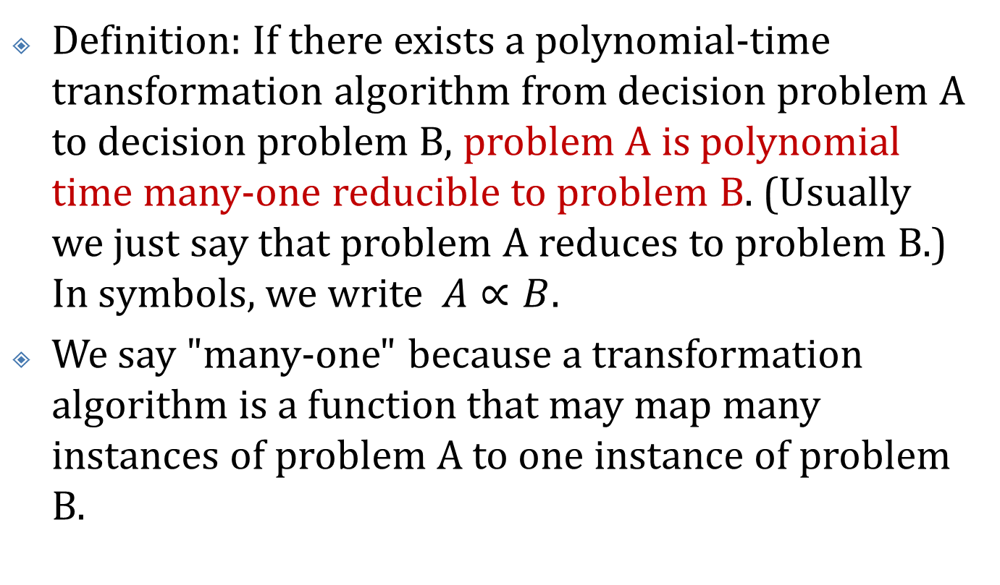 Definition: If there exists a polynomial-time
transformation algorithm from decision problem A
to decision problem B, problem A is polynomial
time many-one reducible to problem B. (Usually
we just say that problem A reduces to problem B.)
In symbols, we write A ∝ B.
We say "many-one" because a transformation
algorithm is a function that may map many
instances of problem A to one instance of problem
B.